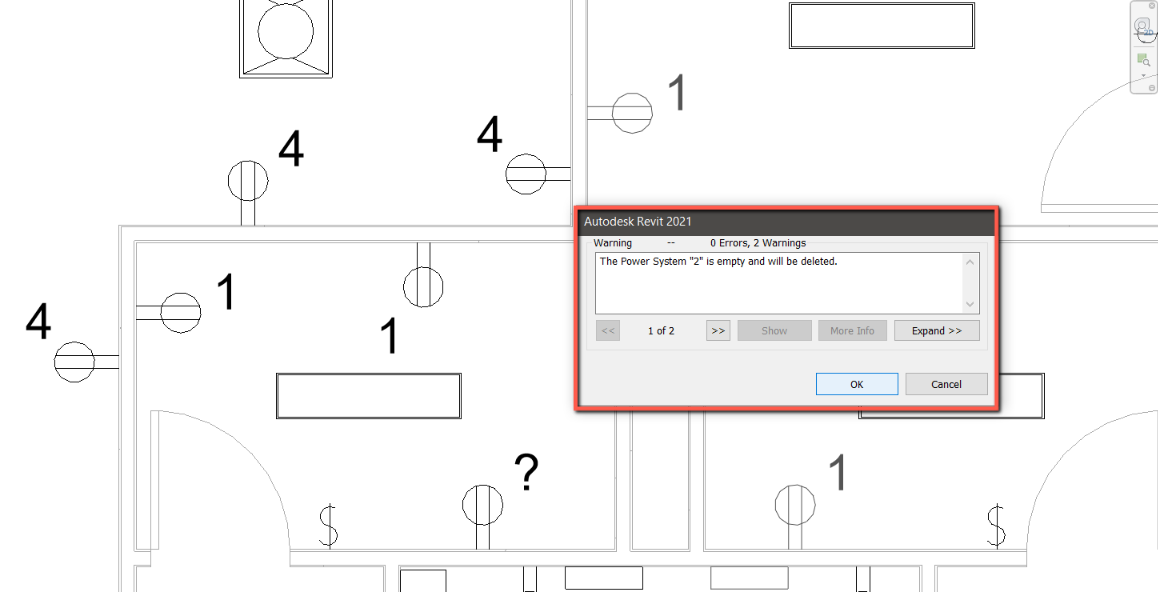 1
4
4
Autodesk Revit 2021
Warning -- 0 Errors, 2 Warnings
The Power System "2" is empty and will be deleted.
<< 1 of 2 >> Show More Info Expand >>
OK Cancel
1
4
1
?
1
$
$